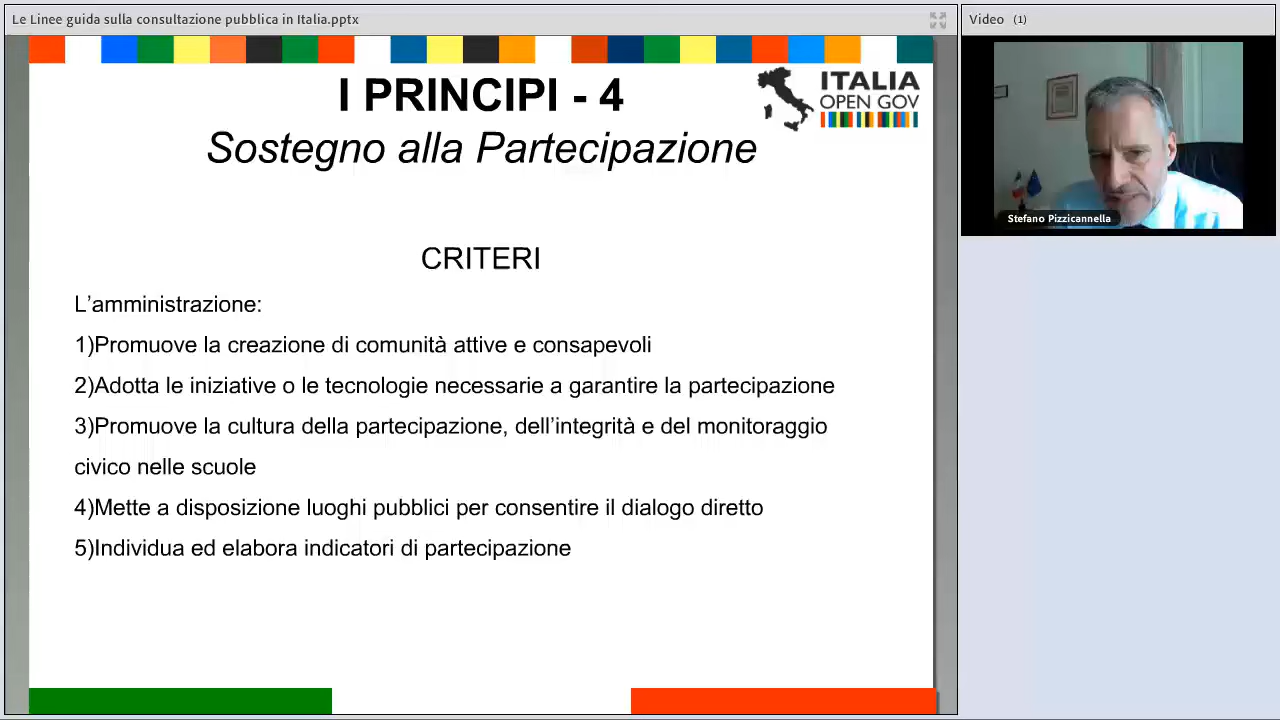 Le Linee guida sulla consultazione pubblica in Italia.pptx
Video (1)
I PRINCIPI - 4
Sostegno alla Partecipazione
ITALIA
OPEN GOV
Stefano Pizzicannella
CRITERI
L’amministrazione:
1)Promuove la creazione di comunità attive e consapevoli
2)Adotta le iniziative o le tecnologie necessarie a garantire la partecipazione
3)Promuove la cultura della partecipazione, dell’integrità e del monitoraggio
civico nelle scuole
4)Mette a disposizione luoghi pubblici per consentire il dialogo diretto
5)Individua ed elabora indicatori di partecipazione